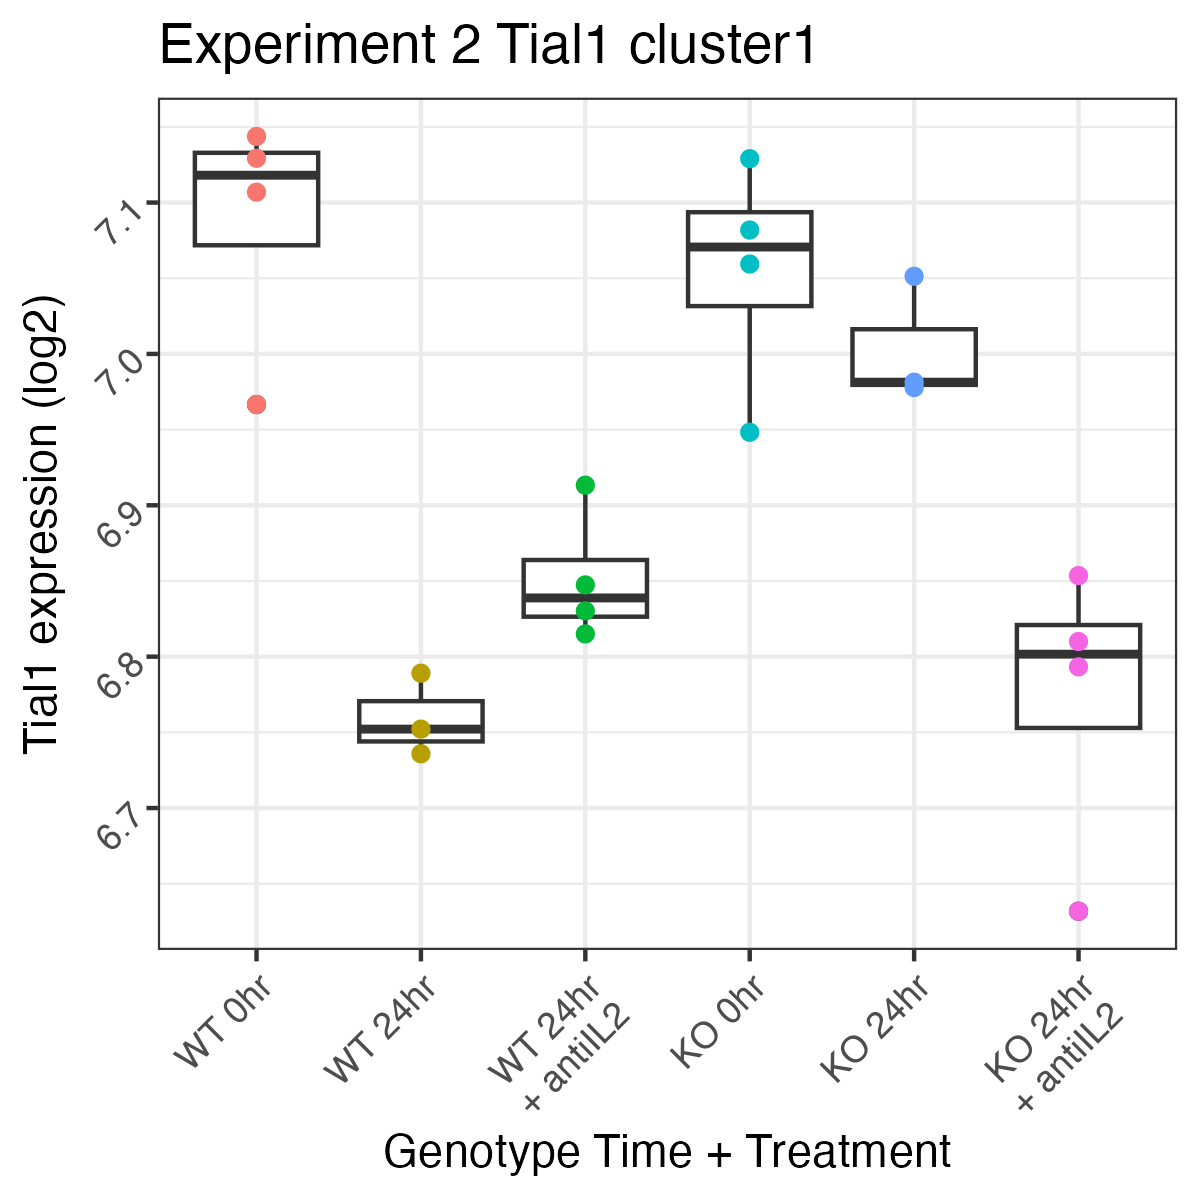 Experiment 2 Tial1 cluster1
Tial1 expression (log2)
7.1
7.0
6.9
6.8
6.7
WT 0hr
WT 24hr
WT 24hr
+ antiIL2
KO 0hr
KO 24hr
KO 24hr
+ antiIL2
Genotype Time + Treatment